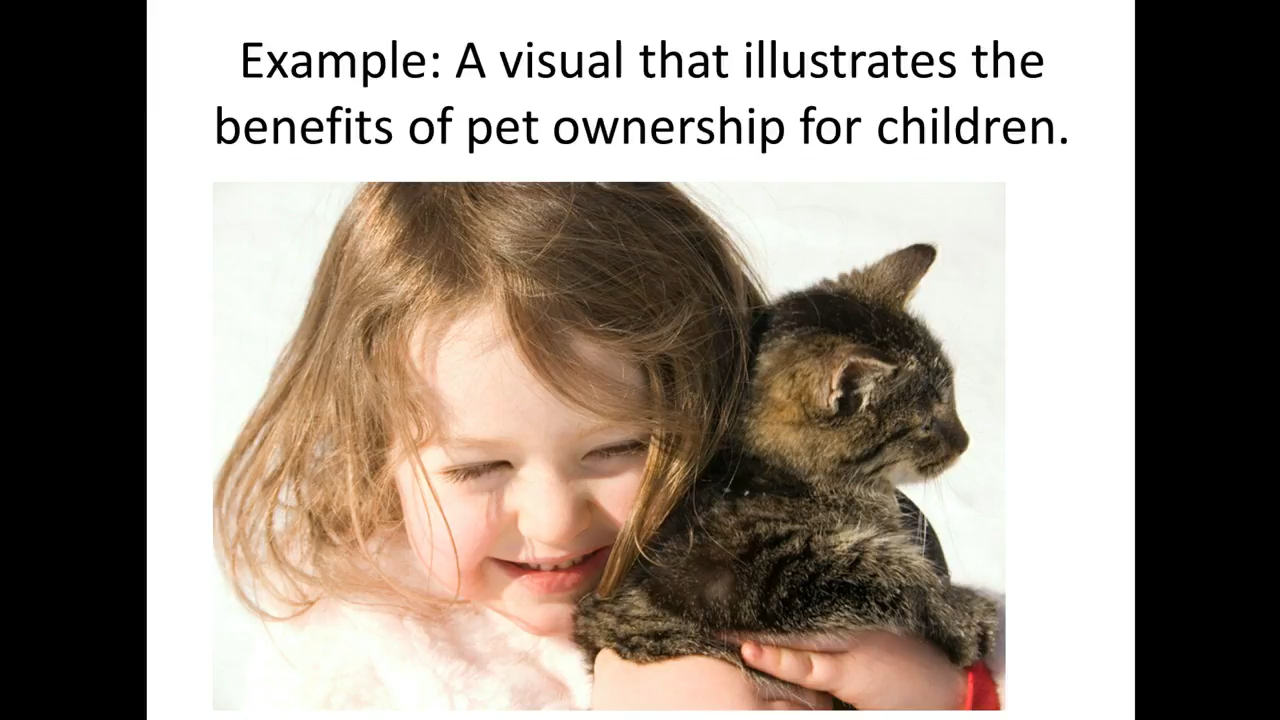 Example: A visual that illustrates the
benefits of pet ownership for children.